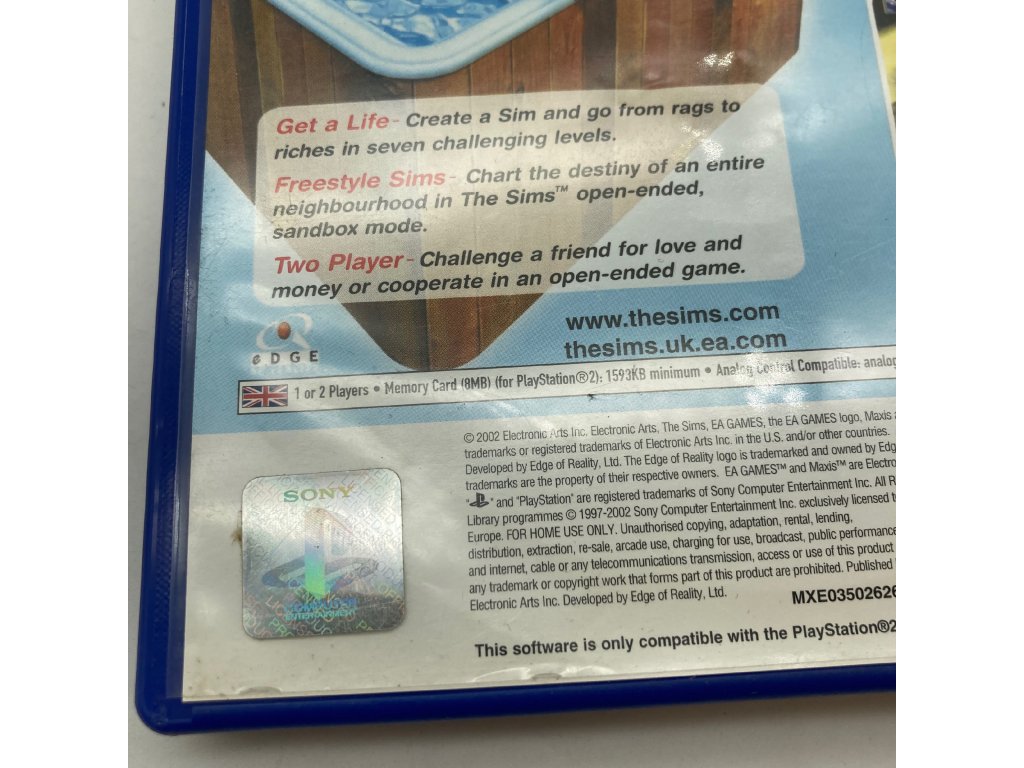 Get a Life - Create a Sim and go from rags to
riches in seven challenging levels.
Freestyle Sims - Chart the destiny of an entire
neighbourhood in The Sims™ open-ended,
sandbox mode.
Two Player - Challenge a friend for love and
money or cooperate in an open-ended game.
www.thesims.com
thesims.uk.ea.com
eDGE
1 or 2 Players • Memory Card (8MB) (for PlayStation®2): 1593KB minimum • Analog Control Compatible: analog
© 2002 Electronic Arts Inc. Electronic Arts, The Sims, EA GAMES, the EA GAMES logo, Maxis
trademarks or registered trademarks of Electronic Arts Inc. in the U.S. and/or other countries.
Developed by Edge of Reality, Ltd. The Edge of Reality logo is trademarked and owned by Edg
trademarks are the property of their respective owners. EA GAMES™ and Maxis™ are Electro
" " and "PlayStation" are registered trademarks of Sony Computer Entertainment Inc. All R
Library programmes © 1997-2002 Sony Computer Entertainment Inc. exclusively licensed t
Europe. FOR HOME USE ONLY. Unauthorised copying, adaptation, rental, lending,
distribution, extraction, re-sale, arcade use, charging for use, broadcast, public performance
and internet, cable or any telecommunications transmission, access or use of this product
any trademark or copyright work that forms part of this product are prohibited. Published
Electronic Arts Inc. Developed by Edge of Reality, Ltd.
MXE03502626
This software is only compatible with the PlayStation®2
SONY
COMPUTER
ENTERTAINMENT